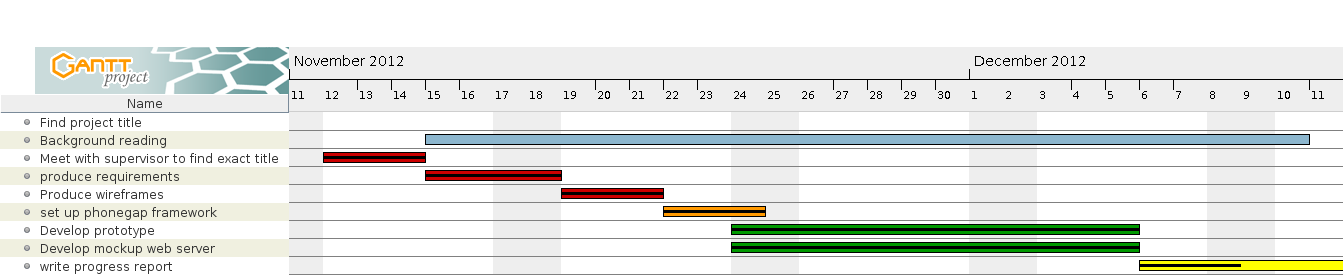 GANTT
project
November 2012
December 2012
Name
11 12 13 14 15 16 17 18 19 20 21 22 23 24 25 26 27 28 29 30 1 2 3 4 5 6 7 8 9 10 11
Find project title
Background reading
Meet with supervisor to find exact title
produce requirements
Produce wireframes
set up phonegap framework
Develop prototype
Develop mockup web server
write progress report